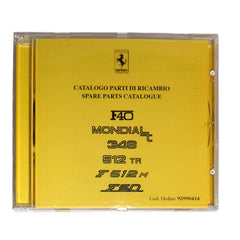 CATALOGO PARTI DI RICAMBIO
SPARE PARTS CATALOGUE
F40
MONDIAL t
348
512 TR
F 512 M
F50
Cod. Ordine 95990414